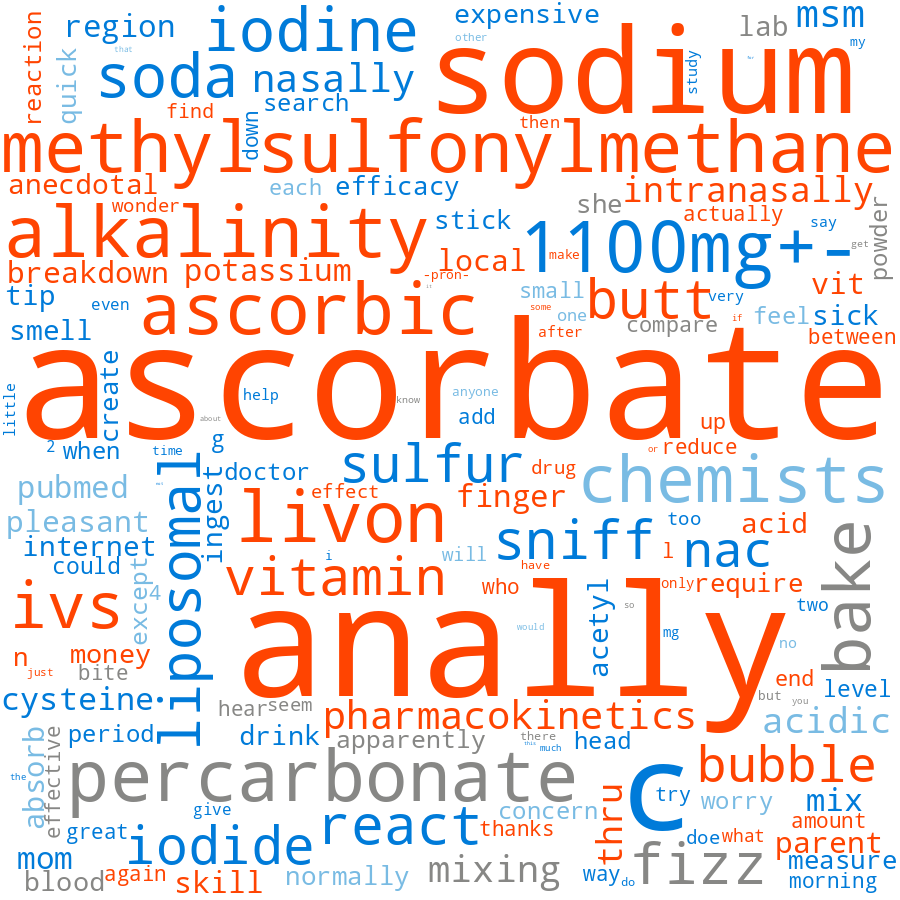 that
other
my
expensive
msm
lab
region
iodine
sodium
reaction
quick
soda
nasally
study
search
find
down
then
methylsulfonylmethane
anecdotal
each
efficacy
intranasally
wonder
she
actually
alkalinity
stick
1100mg+-
say
get
powder
breakdown
potassium
-pron-
local
make
vit
tip
even
ascorbic
small
butt
very
smell
one
some
compare
if
feel
sick
after
between
ascorbate
create
little
help
know
anyone
about
add
up
2
when
time
g
doctor
sulfur
drug
or
reduce
chemists
pubmed
liposomal
ingest
livon
effect
finger
pleasant
too
acid
internet
sniff
l
nac
bake
could
vitamin
i
will
have
who
only
require
except
4
ivs
acetyl
so
two
anally
would
mg
no
n
money
just
bite
end
cysteine
hear
seem
but
you
level
period
drink
pharmacokinetics
acidic
absorb
effective
apparently
there
this
much
head
the
percarbonate
c
bubble
try
worry
mix
give
concern
great
iodide
react
thanks
thru
doe
what
amount
parent
mom
measure
blood
again
skill
normally
mixing
way
do
fizz
morning